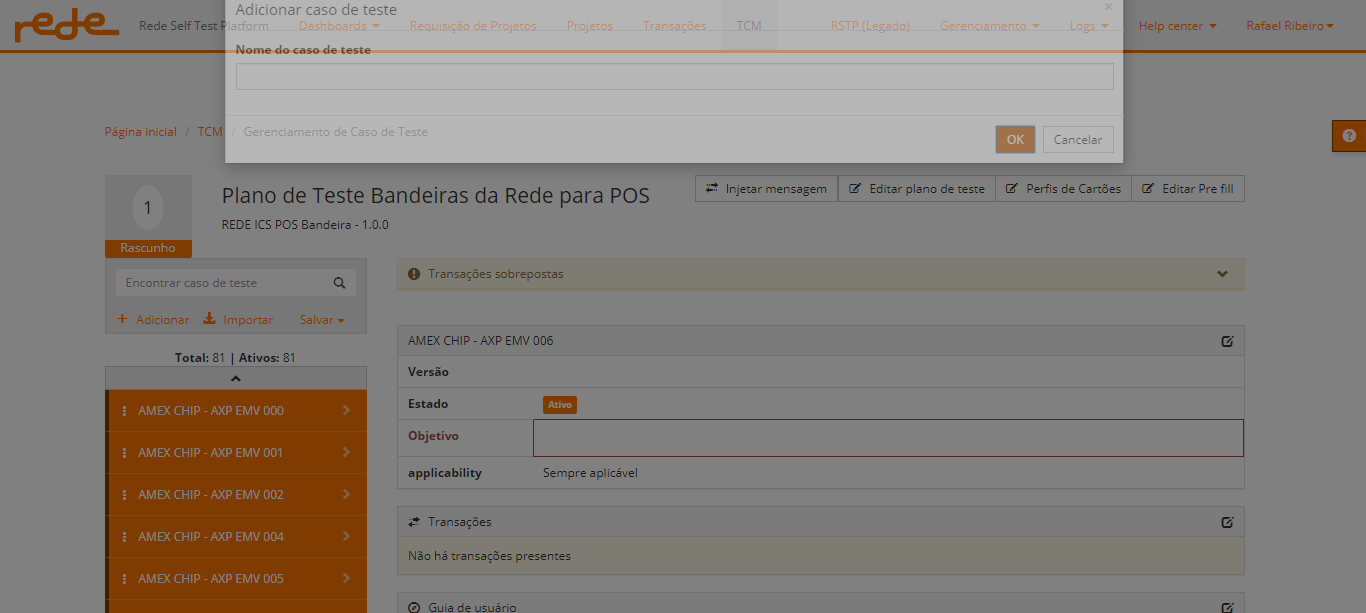 Adicionar caso de teste ×
rede Rede Self Test Platform Dashboards Requisição de Projetos Projetos Transações TCM RSTP (Legado) Gerenciamento Logs Help center Rafael Ribeiro
Nome do caso de teste
Página inicial / TCM / Gerenciamento de Caso de Teste
OK Cancelar
1
Rascunho
Plano de Teste Bandeiras da Rede para POS
REDE ICS POS Bandeira - 1.0.0
Injetar mensagem Editar plano de teste Perfis de Cartões Editar Pre fill
Encontrar caso de teste
+ Adicionar Importar Salvar
Total: 81 | Ativos: 81
AMEX CHIP - AXP EMV 000
AMEX CHIP - AXP EMV 001
AMEX CHIP - AXP EMV 002
AMEX CHIP - AXP EMV 004
AMEX CHIP - AXP EMV 005
Transações sobrepostas
AMEX CHIP - AXP EMV 006
Versão
Estado Ativo
Objetivo
applicability Sempre aplicável
Transações
Não há transações presentes
Guia de usuário